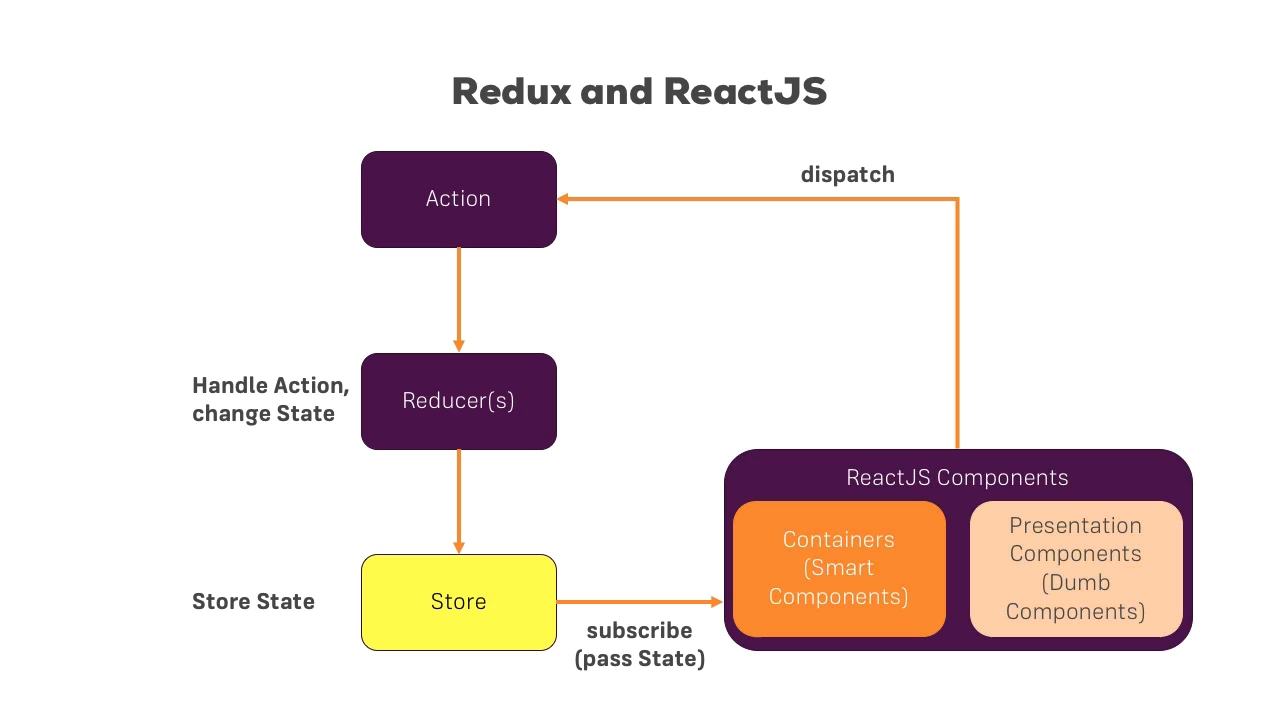 Redux and ReactJS
Action
dispatch
Handle Action,
change State
Reducer(s)
ReactJS Components
Containers
(Smart
Components)
Presentation
Components
(Dumb
Components)
Store State
Store
subscribe
(pass State)